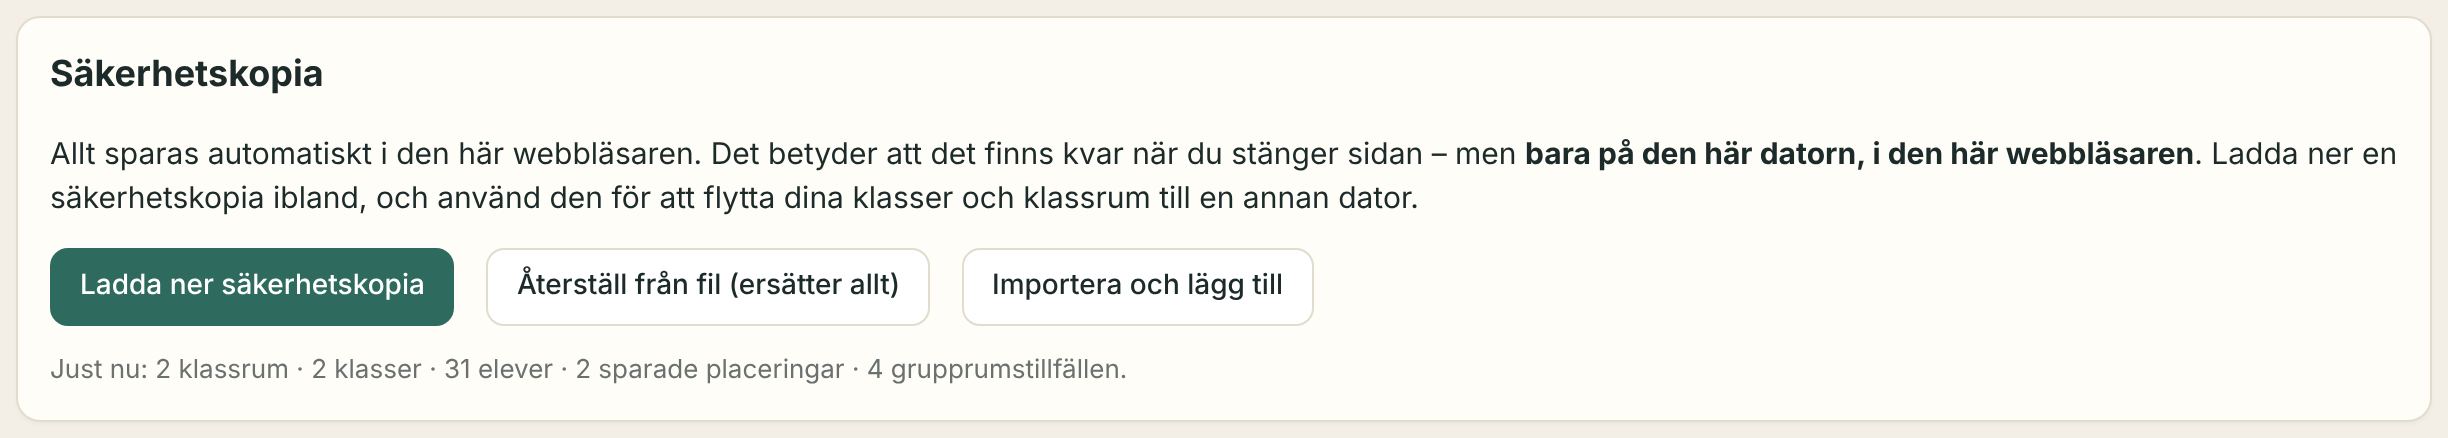 Säkerhetskopia
Allt sparas automatiskt i den här webbläsaren. Det betyder att det finns kvar när du stänger sidan – men bara på den här datorn, i den här webbläsaren. Ladda ner en
säkerhetskopia ibland, och använd den för att flytta dina klasser och klassrum till en annan dator.
Ladda ner säkerhetskopia
Återställ från fil (ersätter allt)
Importera och lägg till
Just nu: 2 klassrum · 2 klasser · 31 elever · 2 sparade placeringar · 4 grupprumstillfällen.